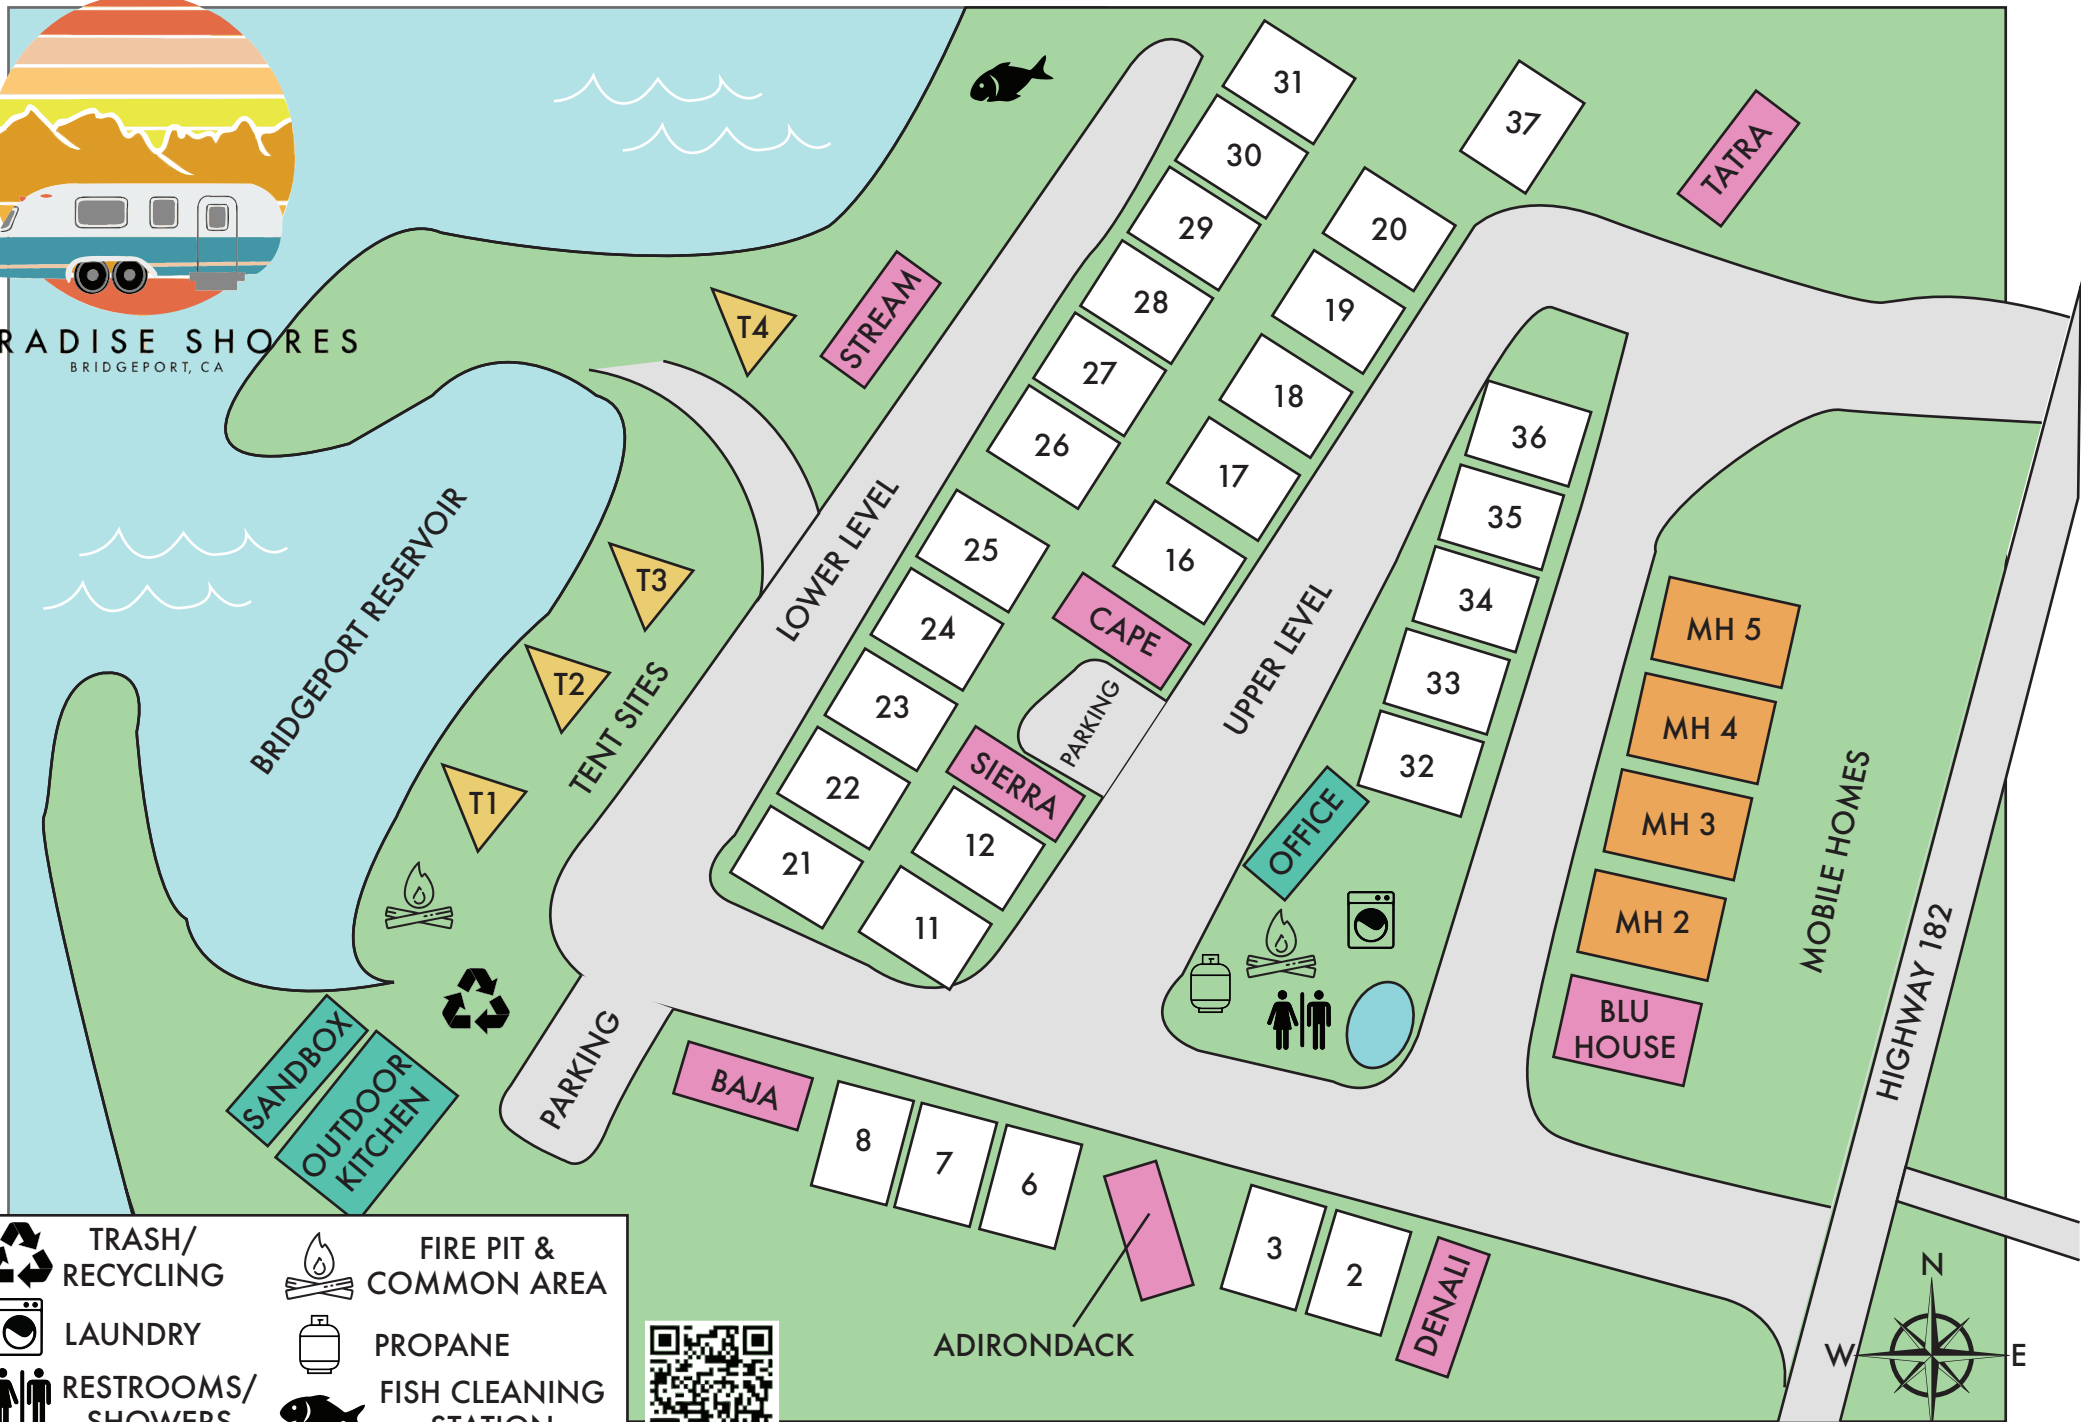 RADISE SHORES
BRIDGEPORT, CA
31
30
29
28
27
26
25
24
23
22
21
37
TATRA
20
19
18
17
16
CAPE
PARKING
SIERRA
12
11
T4
STREAM
LOWER LEVEL
BRIDGEPORT RESERVOIR
T3
T2
T1
TENT SITES
UPPER LEVEL
36
35
34
33
32
OFFICE
MH 5
MH 4
MH 3
MH 2
BLU
HOUSE
MOBILE HOMES
HIGHWAY 182
SANDBOX
OUTDOOR
KITCHEN
PARKING
BAJA
8
7
6
ADIRONDACK
3
2
DENALI
N
W
E
TRASH/
RECYCLING
LAUNDRY
RESTROOMS/
SHOWERS
FIRE PIT &
COMMON AREA
PROPANE
FISH CLEANING
STATION